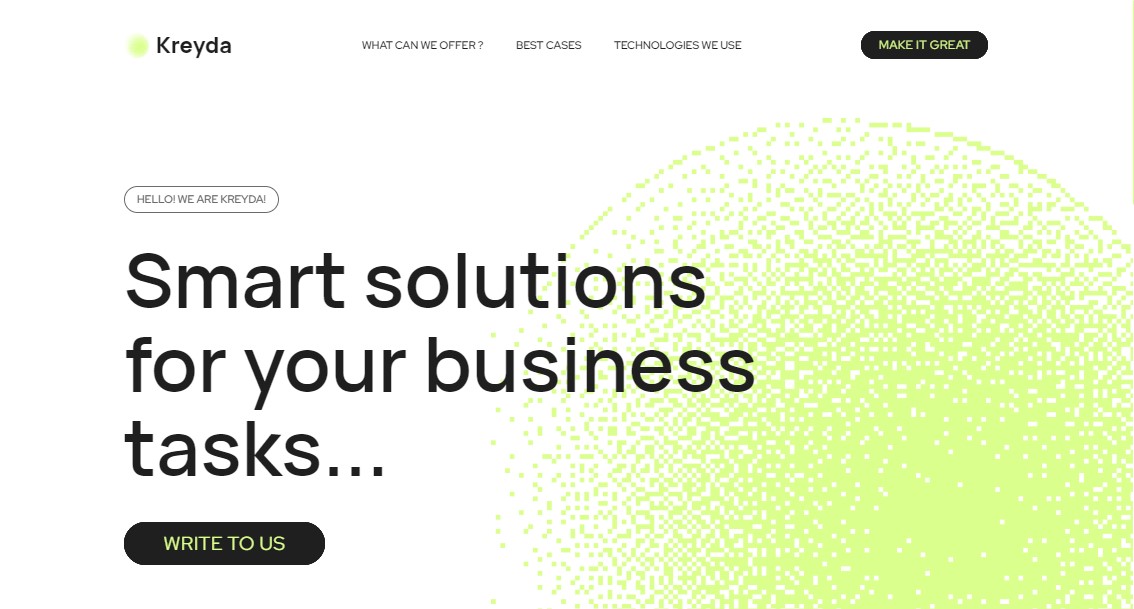 Kreyda
WHAT CAN WE OFFER ?
BEST CASES
TECHNOLOGIES WE USE
MAKE IT GREAT
HELLO! WE ARE KREYDA!
Smart solutions
for your business
tasks...
WRITE TO US